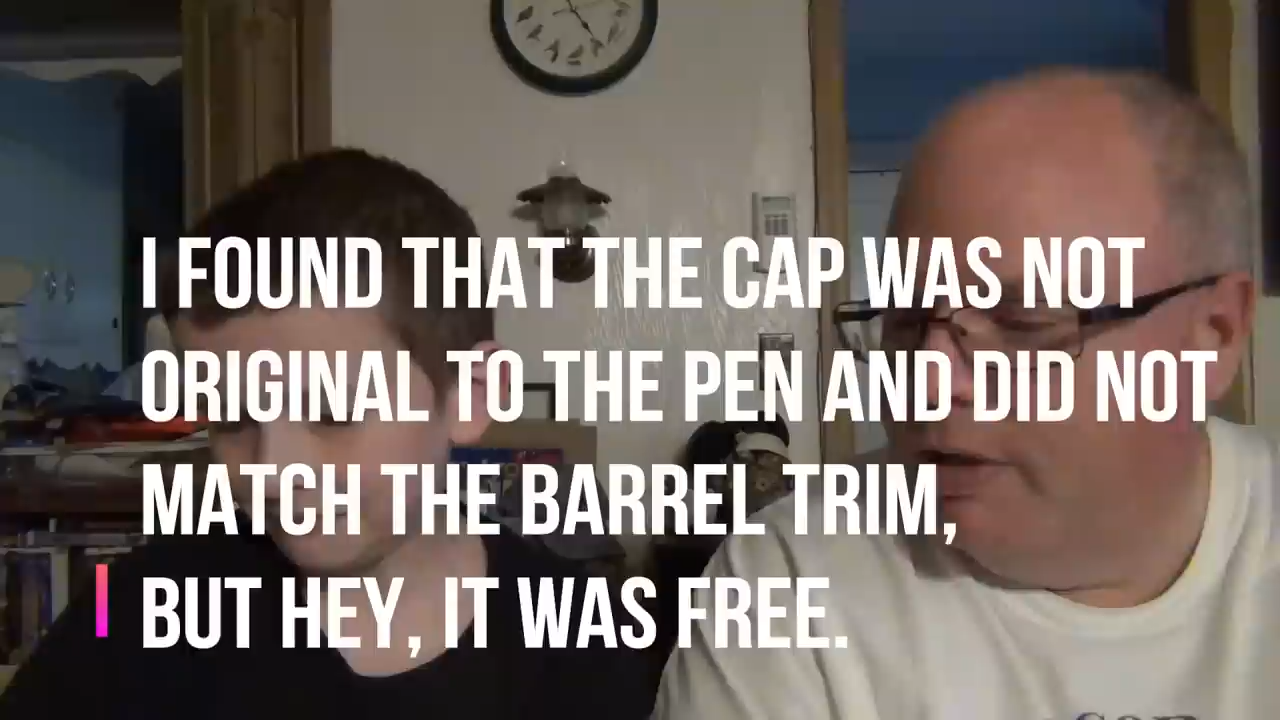 I FOUND THAT THE CAP WAS NOT
ORIGINAL TO THE PEN AND DID NOT
MATCH THE BARREL TRIM,
BUT HEY, IT WAS FREE.